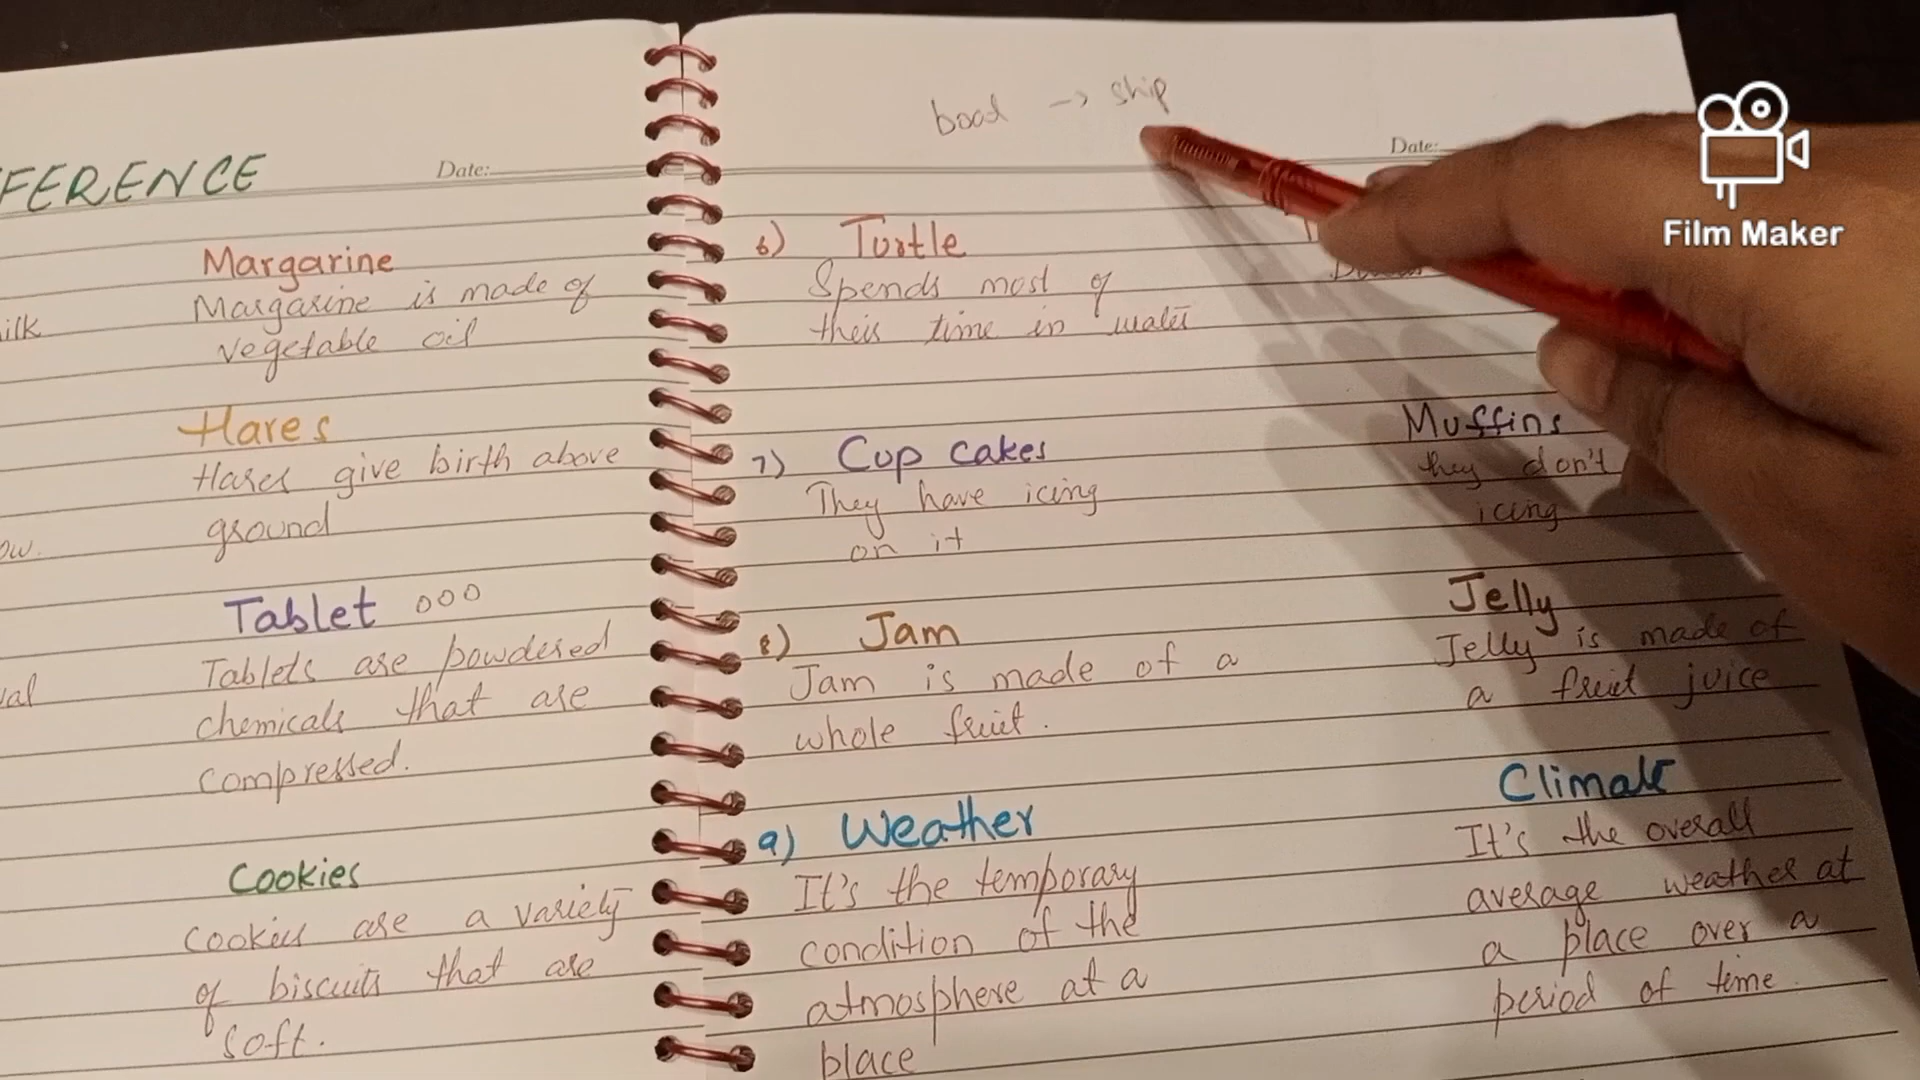 FERENCE
Date:
Margarine
Margarine is made of
vegetable oil
ilk
Hares
Hares give birth above
ground
ow.
Tablet ooo
Tablets are powdered
chemicals that are
compressed.
val
Cookies
Cookies are a variety
of biscuits that are
soft.
boat → ship
Date:
6) Turtle
Spends most of
their time in water
7) Cup cakes
They have icing
on it
Muffins
they don't
icing
8) Jam
Jam is made of a
whole fruit.
Jelly
Jelly is made of
a fruit juice
9) Weather
It's the temporary
condition of the
atmosphere at a
place
Climate
It's the overall
average weather at
a place over a
period of time.
Film Maker